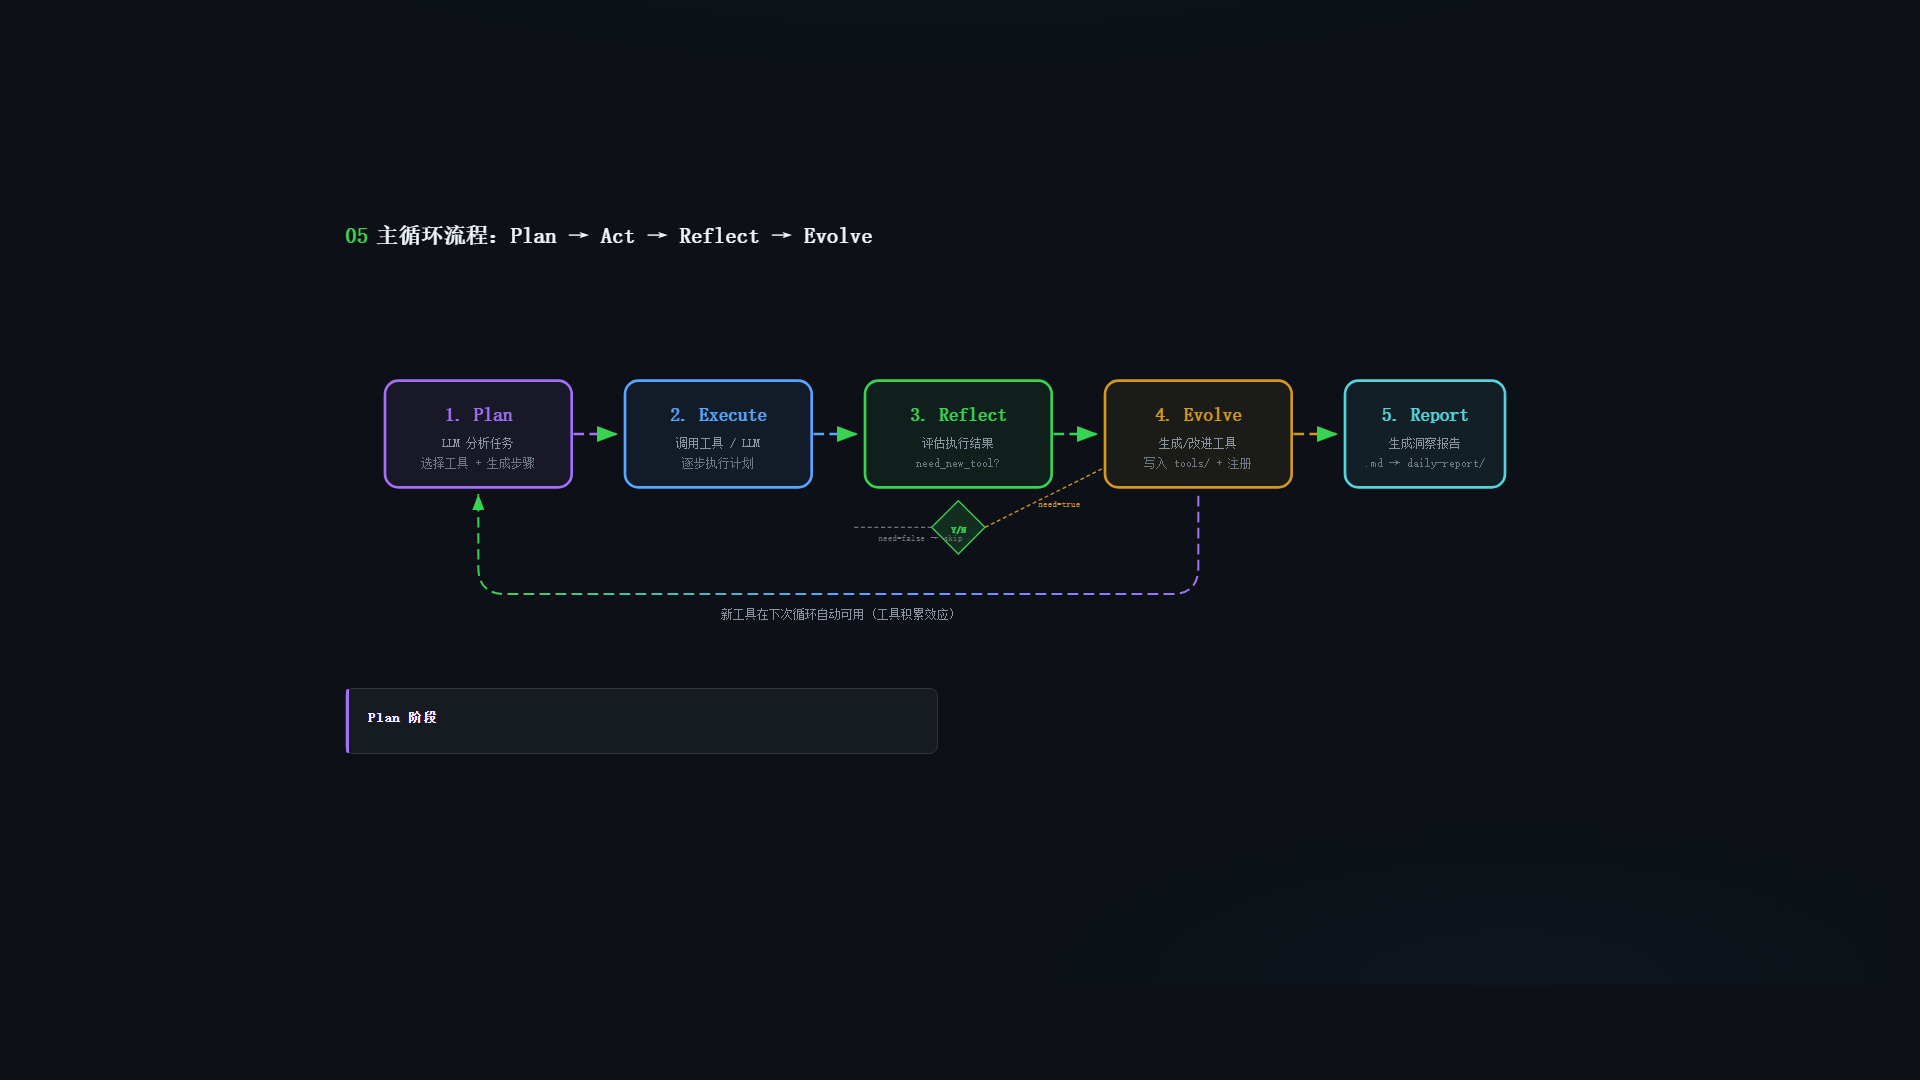 05 主循环流程: Plan → Act → Reflect → Evolve
1. Plan
LLM 分析任务
选择工具 + 生成步骤
2. Execute
调用工具 / LLM
逐步执行计划
3. Reflect
评估执行结果
need_new_tool?
4. Evolve
生成/改进工具
写入 tools/ + 注册
5. Report
生成洞察报告
.md → daily-report/
need=true
Y/N
need=false → skip
新工具在下次循环自动可用 (工具积累效应)
Plan 阶段